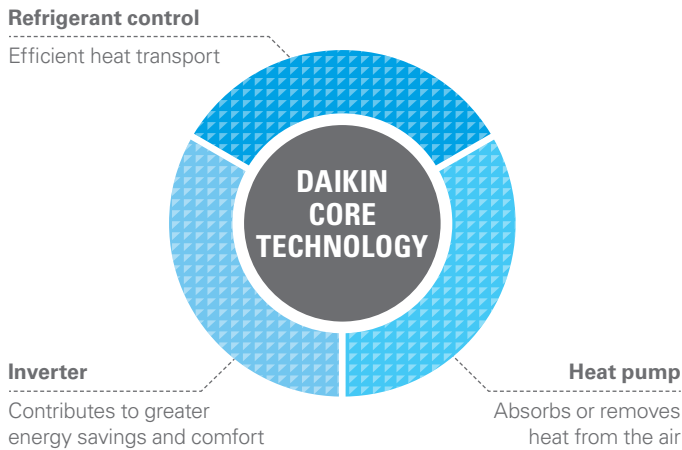 Refrigerant control
Efficient heat transport
DAIKIN
CORE
TECHNOLOGY
Inverter
Contributes to greater
energy savings and comfort
Heat pump
Absorbs or removes
heat from the air